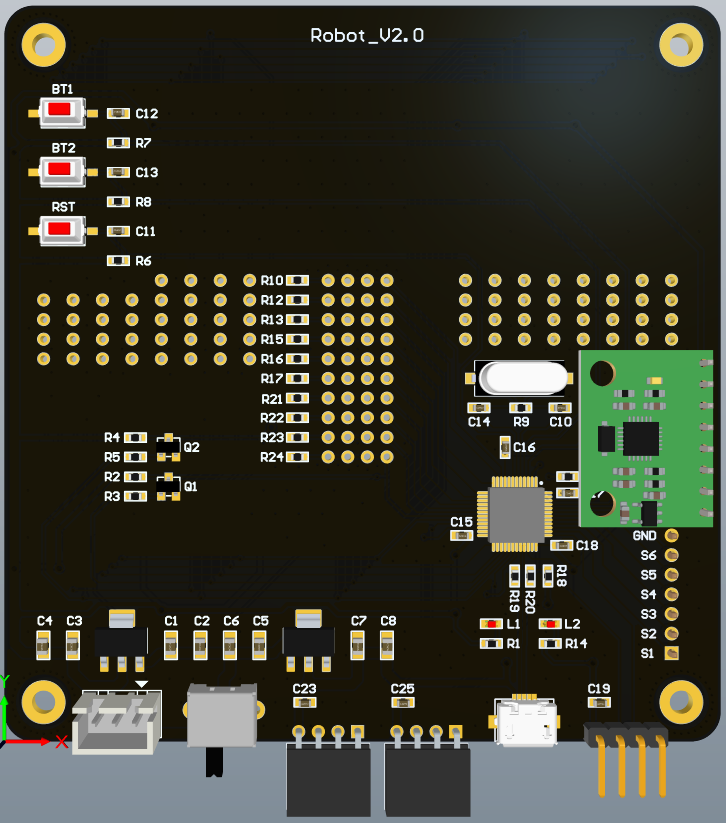 Robot_V2.0
BT1
C12
R7
BT2
C13
R8
RST
C11
R6
R10
R12
R13
R15
R16
R17
R21
R22
R23
R24
C14
R9
C10
R4
R5
Q2
R2
R3
Q1
C16
C15
C18
GND
S6
S5
S4
S3
S2
S1
R19
R20
R18
L1
L2
R1
R14
C4
C3
C1
C2
C6
C5
C7
C8
C23
C25
C19
Y
X